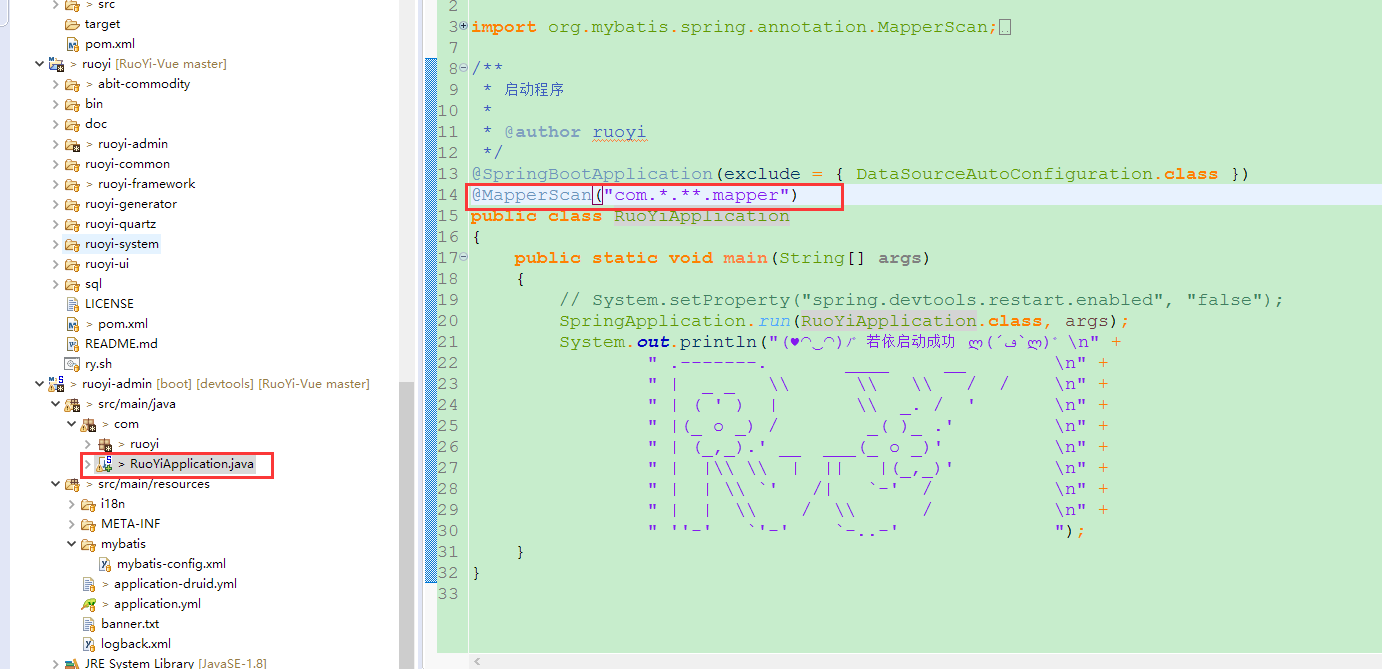 > src
target
pom.xml
> ruoyi [RuoYi-Vue master]
> abit-commodity
bin
doc
> ruoyi-admin
ruoyi-common
> ruoyi-framework
ruoyi-generator
ruoyi-quartz
ruoyi-system
ruoyi-ui
sql
LICENSE
> pom.xml
README.md
ry.sh
> ruoyi-admin [boot] [devtools] [RuoYi-Vue master]
> src/main/java
> com
> ruoyi
> RuoYiApplication.java
> src/main/resources
i18n
META-INF
mybatis
mybatis-config.xml
> application-druid.yml
> application.yml
banner.txt
logback.xml
JRE System Library [JavaSE-1.8]
2
3 import org.mybatis.spring.annotation.MapperScan;
7
8 /**
9 * 启动程序
10 *
11 * @author ruoyi
12 */
13 @SpringBootApplication(exclude = { DataSourceAutoConfiguration.class })
14 @MapperScan("com.*.**.mapper")
15 public class RuoYiApplication
16 {
17 public static void main(String[] args)
18 {
19 // System.setProperty("spring.devtools.restart.enabled", "false");
20 SpringApplication.run(RuoYiApplication.class, args);
21 System.out.println("(♥◠‿◠)ﾉﾞ 若依启动成功 ლ(´ڡ`ლ)ﾞ \n" +
22 " .-------. ____ __ \n" +
23 " | _ _ \\ \\ \\ / / \n" +
24 " | ( ' ) | \\ _. / ' \n" +
25 " |(_ o _) / _( )_ .' \n" +
26 " | (_,_).' __ ___(_ o _)' \n" +
27 " | |\\ \\ | || |(_,_)' \n" +
28 " | | \\ `' /| `-' / \n" +
29 " | | \\ / \\ / \n" +
30 " ''-' `'-' `-..-' ");
31 }
32 }
33